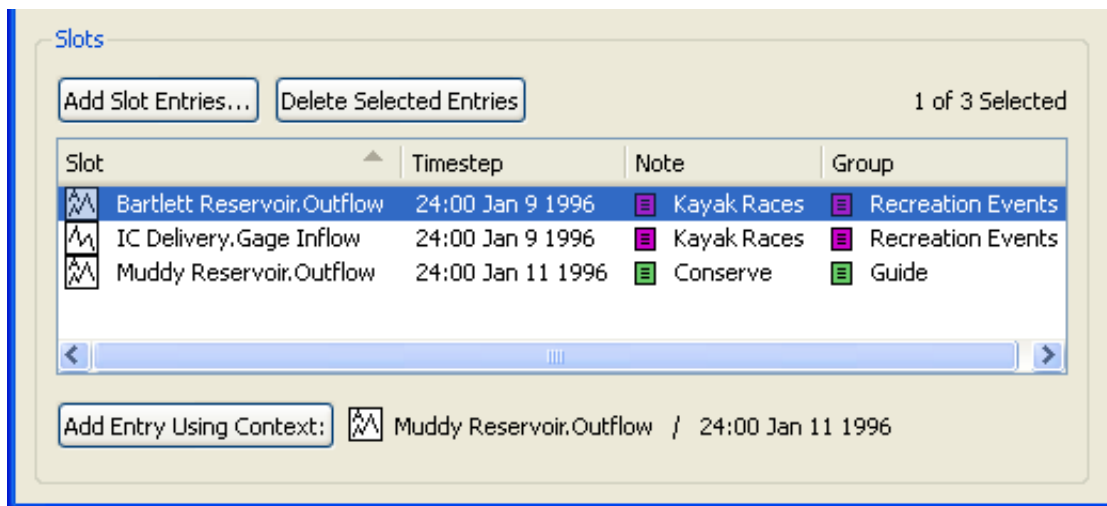 Slots
Add Slot Entries... Delete Selected Entries 1 of 3 Selected
Slot Timestep Note Group
Bartlett Reservoir.Outflow 24:00 Jan 9 1996 Kayak Races Recreation Events
IC Delivery.Gage Inflow 24:00 Jan 9 1996 Kayak Races Recreation Events
Muddy Reservoir.Outflow 24:00 Jan 11 1996 Conserve Guide
Add Entry Using Context: Muddy Reservoir.Outflow / 24:00 Jan 11 1996